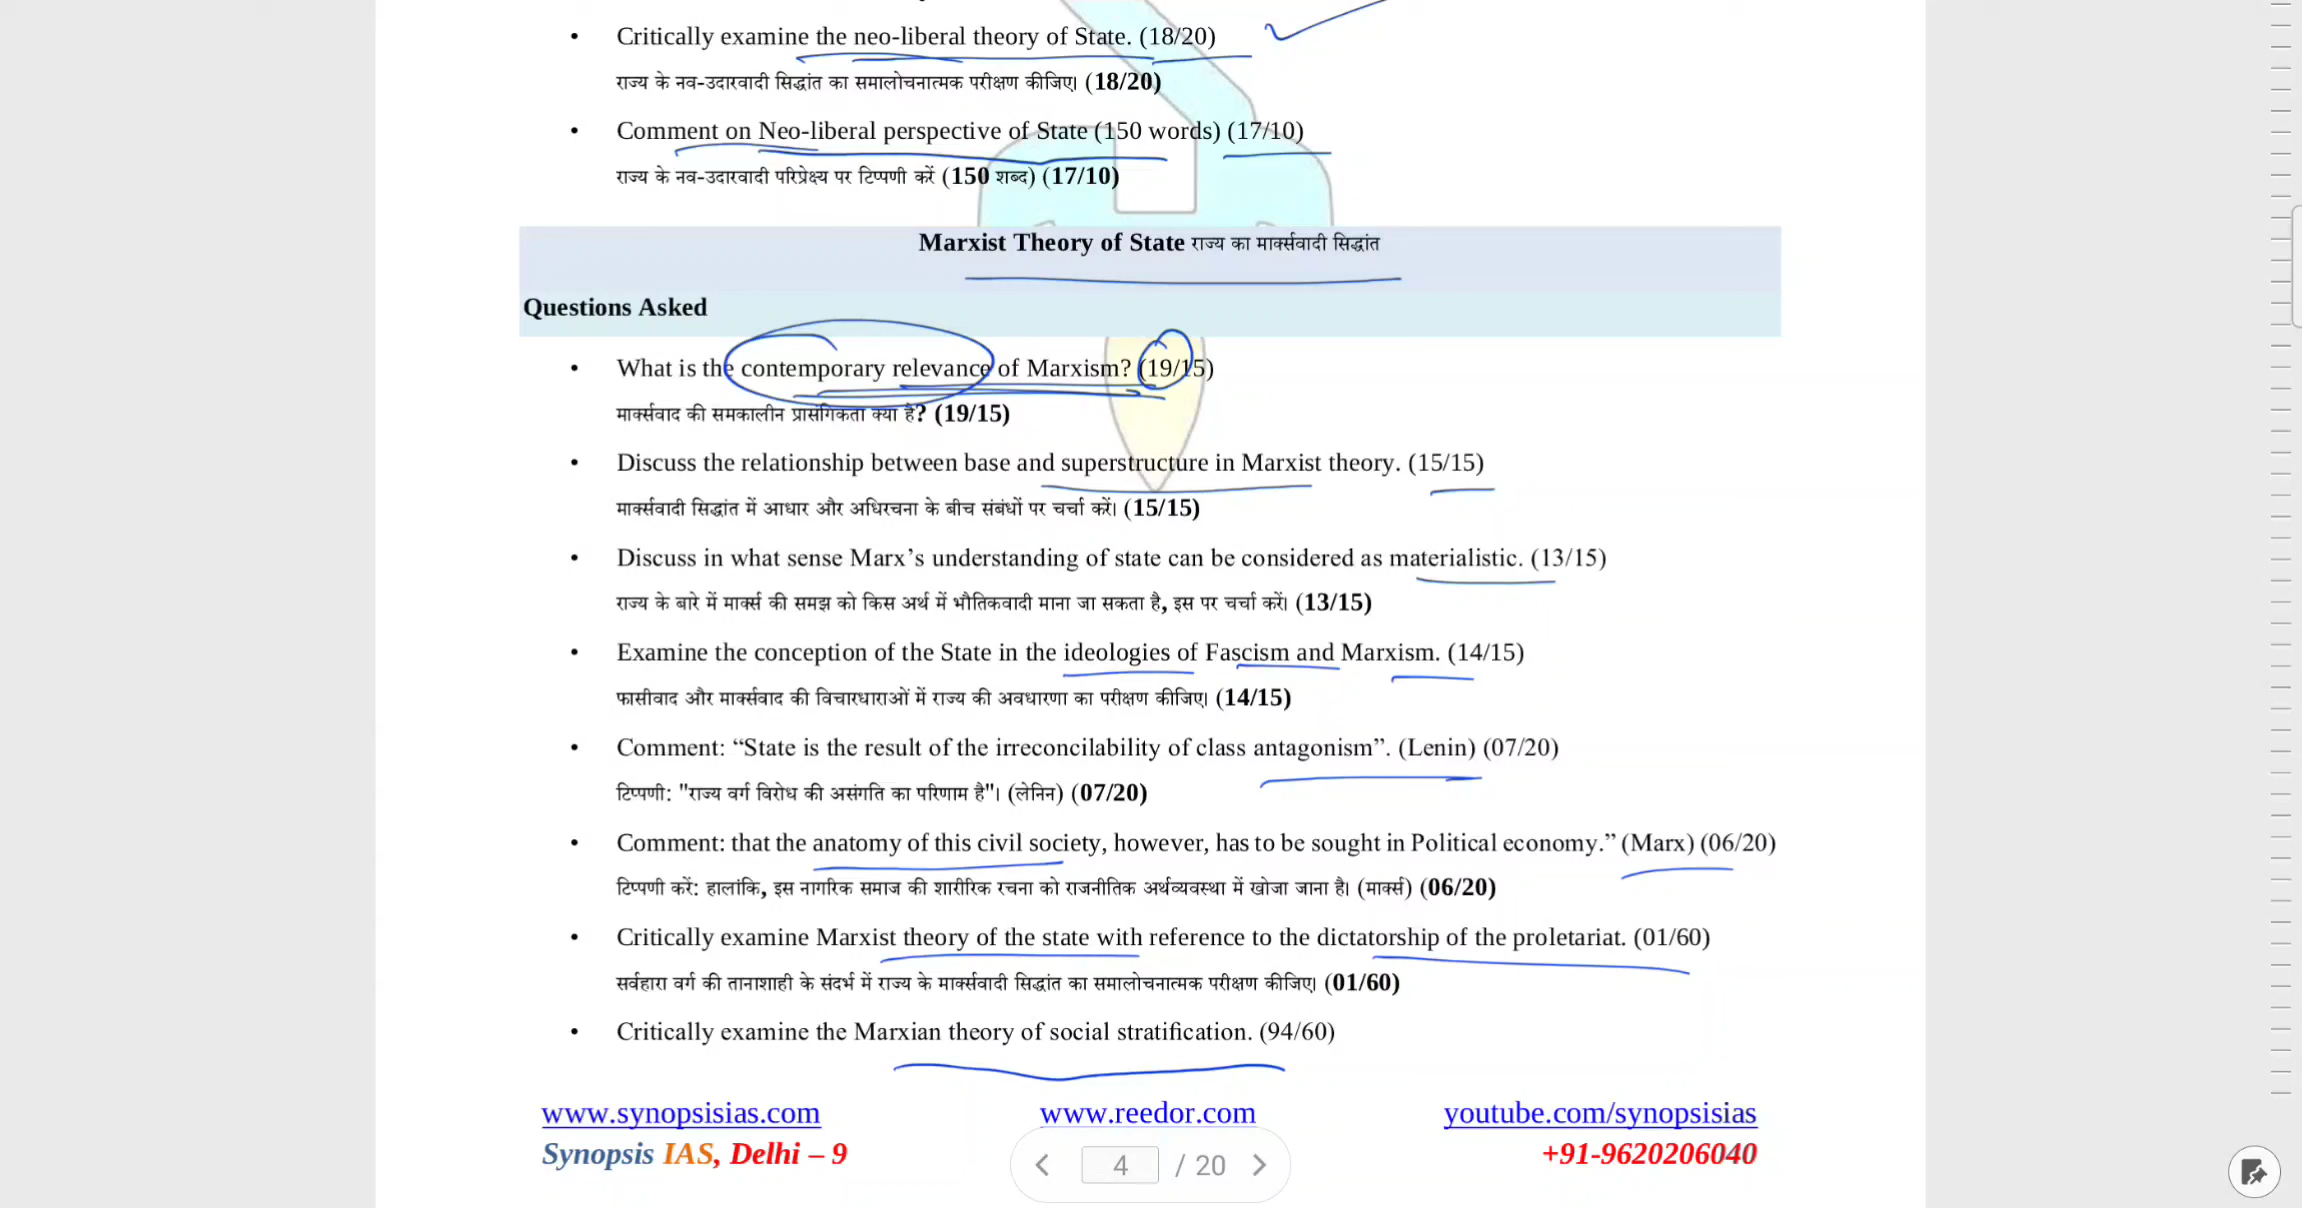 • Critically examine the neo-liberal theory of State. (18/20)
राज्य के नव-उदारवादी सिद्धांत का समालोचनात्मक परीक्षण कीजिए। (18/20)
• Comment on Neo-liberal perspective of State (150 words) (17/10)
राज्य के नव-उदारवादी परिप्रेक्ष्य पर टिप्पणी करें (150 शब्द) (17/10)
Marxist Theory of State राज्य का मार्क्सवादी सिद्धांत
Questions Asked
• What is the contemporary relevance of Marxism? (19/15)
मार्क्सवाद की समकालीन प्रासंगिकता क्या है? (19/15)
• Discuss the relationship between base and superstructure in Marxist theory. (15/15)
मार्क्सवादी सिद्धांत में आधार और अधिरचना के बीच संबंधों पर चर्चा करें। (15/15)
• Discuss in what sense Marx’s understanding of state can be considered as materialistic. (13/15)
राज्य के बारे में मार्क्स की समझ को किस अर्थ में भौतिकवादी माना जा सकता है, इस पर चर्चा करें। (13/15)
• Examine the conception of the State in the ideologies of Fascism and Marxism. (14/15)
फासीवाद और मार्क्सवाद की विचारधाराओं में राज्य की अवधारणा का परीक्षण कीजिए। (14/15)
• Comment: “State is the result of the irreconcilability of class antagonism”. (Lenin) (07/20)
टिप्पणी: "राज्य वर्ग विरोध की असंगति का परिणाम है"। (लेनिन) (07/20)
• Comment: that the anatomy of this civil society, however, has to be sought in Political economy.” (Marx) (06/20)
टिप्पणी करें: हालांकि, इस नागरिक समाज की शारीरिक रचना को राजनीतिक अर्थव्यवस्था में खोजा जाना है। (मार्क्स) (06/20)
• Critically examine Marxist theory of the state with reference to the dictatorship of the proletariat. (01/60)
सर्वहारा वर्ग की तानाशाही के संदर्भ में राज्य के मार्क्सवादी सिद्धांत का समालोचनात्मक परीक्षण कीजिए। (01/60)
• Critically examine the Marxian theory of social stratification. (94/60)
www.synopsisias.com www.reedor.com youtube.com/synopsisias
Synopsis IAS, Delhi – 9 +91-9620206040
4 / 20